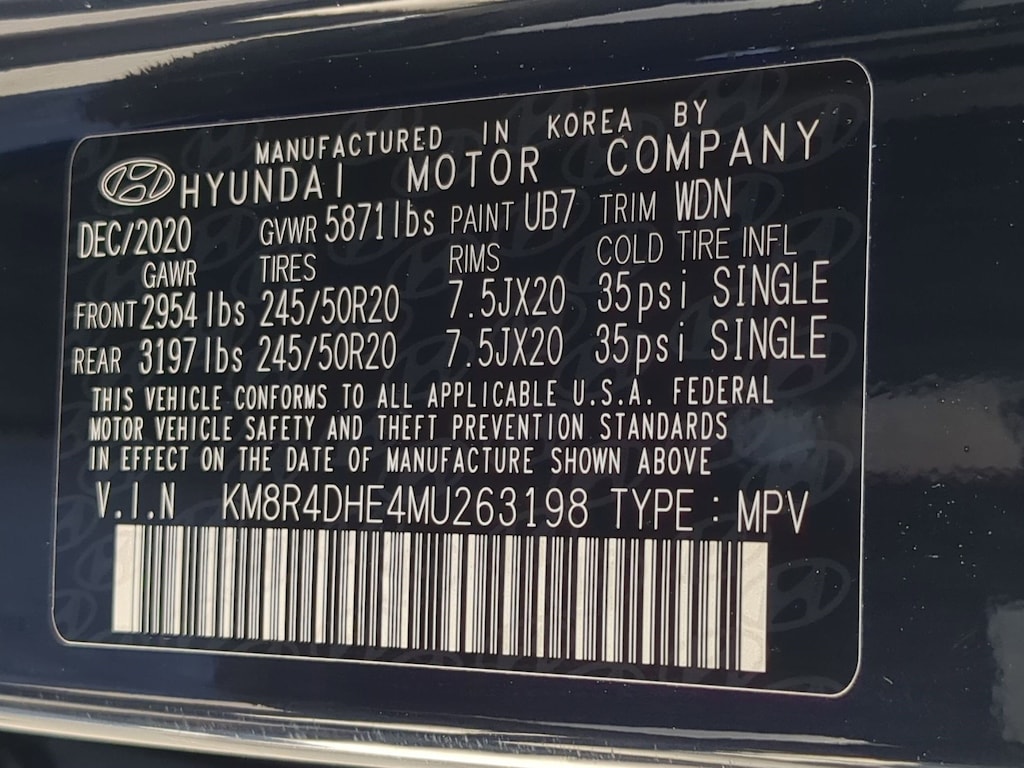 MANUFACTURED IN KOREA BY
HYUNDAI MOTOR COMPANY
DEC/2020 GVWR 5871lbs PAINT UB7 TRIM WDN
GAWR TIRES RIMS COLD TIRE INFL
FRONT 2954 lbs 245/50R20 7.5JX20 35psi SINGLE
REAR 3197 lbs 245/50R20 7.5JX20 35psi SINGLE
THIS VEHICLE CONFORMS TO ALL APPLICABLE U.S.A. FEDERAL
MOTOR VEHICLE SAFETY AND THEFT PREVENTION STANDARDS
IN EFFECT ON THE DATE OF MANUFACTURE SHOWN ABOVE
V.I.N KM8R4DHE4MU263198 TYPE : MPV